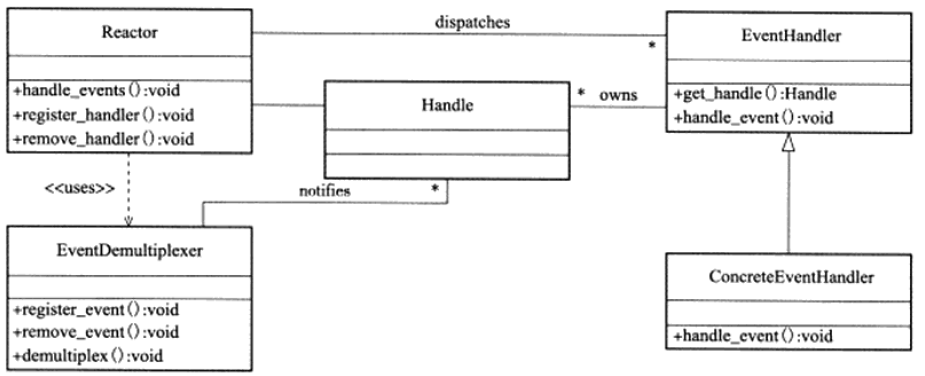 Reactor
+handle_events():void
+register_handler():void
+remove_handler():void
dispatches
*
EventHandler
+get_handle():Handle
+handle_event():void
Handle
* owns
<<uses>>
notifies
*
EventDemultiplexer
+register_event():void
+remove_event():void
+demultiplex():void
ConcreteEventHandler
+handle_event():void